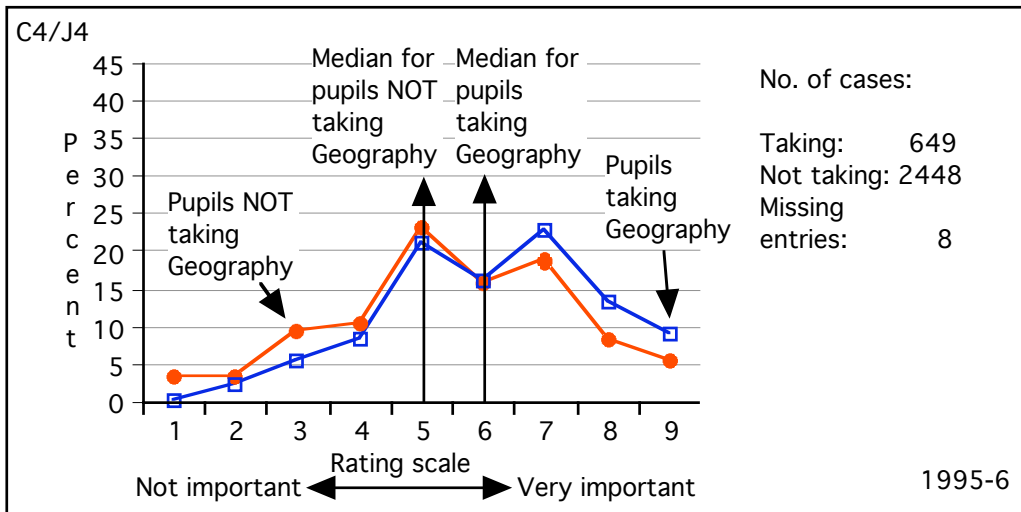 C4/J4
45
40
35
30
25
20
15
10
5
0
Percent
Median for
pupils NOT
taking
Geography
Median for
pupils
taking
Geography
Pupils NOT
taking
Geography
Pupils
taking
Geography
No. of cases:
Taking: 649
Not taking: 2448
Missing
entries: 8
1 2 3 4 5 6 7 8 9
Rating scale
Not important Very important
1995-6